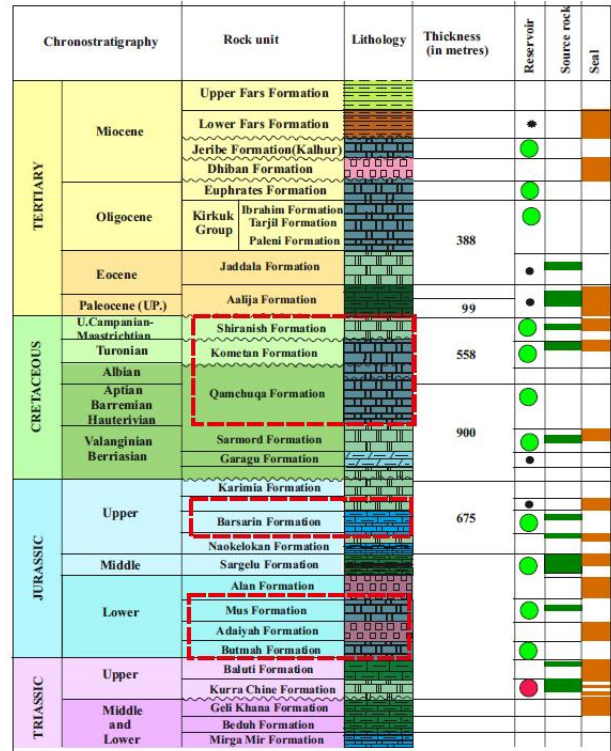 Chronostratigraphy
Rock unit
Lithology
Thickness
(in metres)
Reservoir
Source rock
Seal
TERTIARY
Miocene
Upper Fars Formation
Lower Fars Formation
Jeribe Formation(Kalhur)
Dhiban Formation
Euphrates Formation
Oligocene
Kirkuk
Group
Ibrahim Formation
Tarjil Formation
Paleni Formation
388
Eocene
Jaddala Formation
Paleocene (UP.)
Aalija Formation
99
CRETACEOUS
U.Campanian-
Maastrichtian
Shiranish Formation
Turonian
Kometan Formation
558
Albian
Aptian
Barremian
Hauterivian
Qamchuqa Formation
Valanginian
Berriasian
Sarmord Formation
900
Garagu Formation
JURASSIC
Upper
Karimia Formation
Barsarin Formation
675
Naokelokan Formation
Middle
Sargelu Formation
Lower
Alan Formation
Mus Formation
Adaiyah Formation
Butmah Formation
TRIASSIC
Upper
Baluti Formation
Kurra Chine Formation
Middle
and
Lower
Geli Khana Formation
Beduh Formation
Mirga Mir Formation